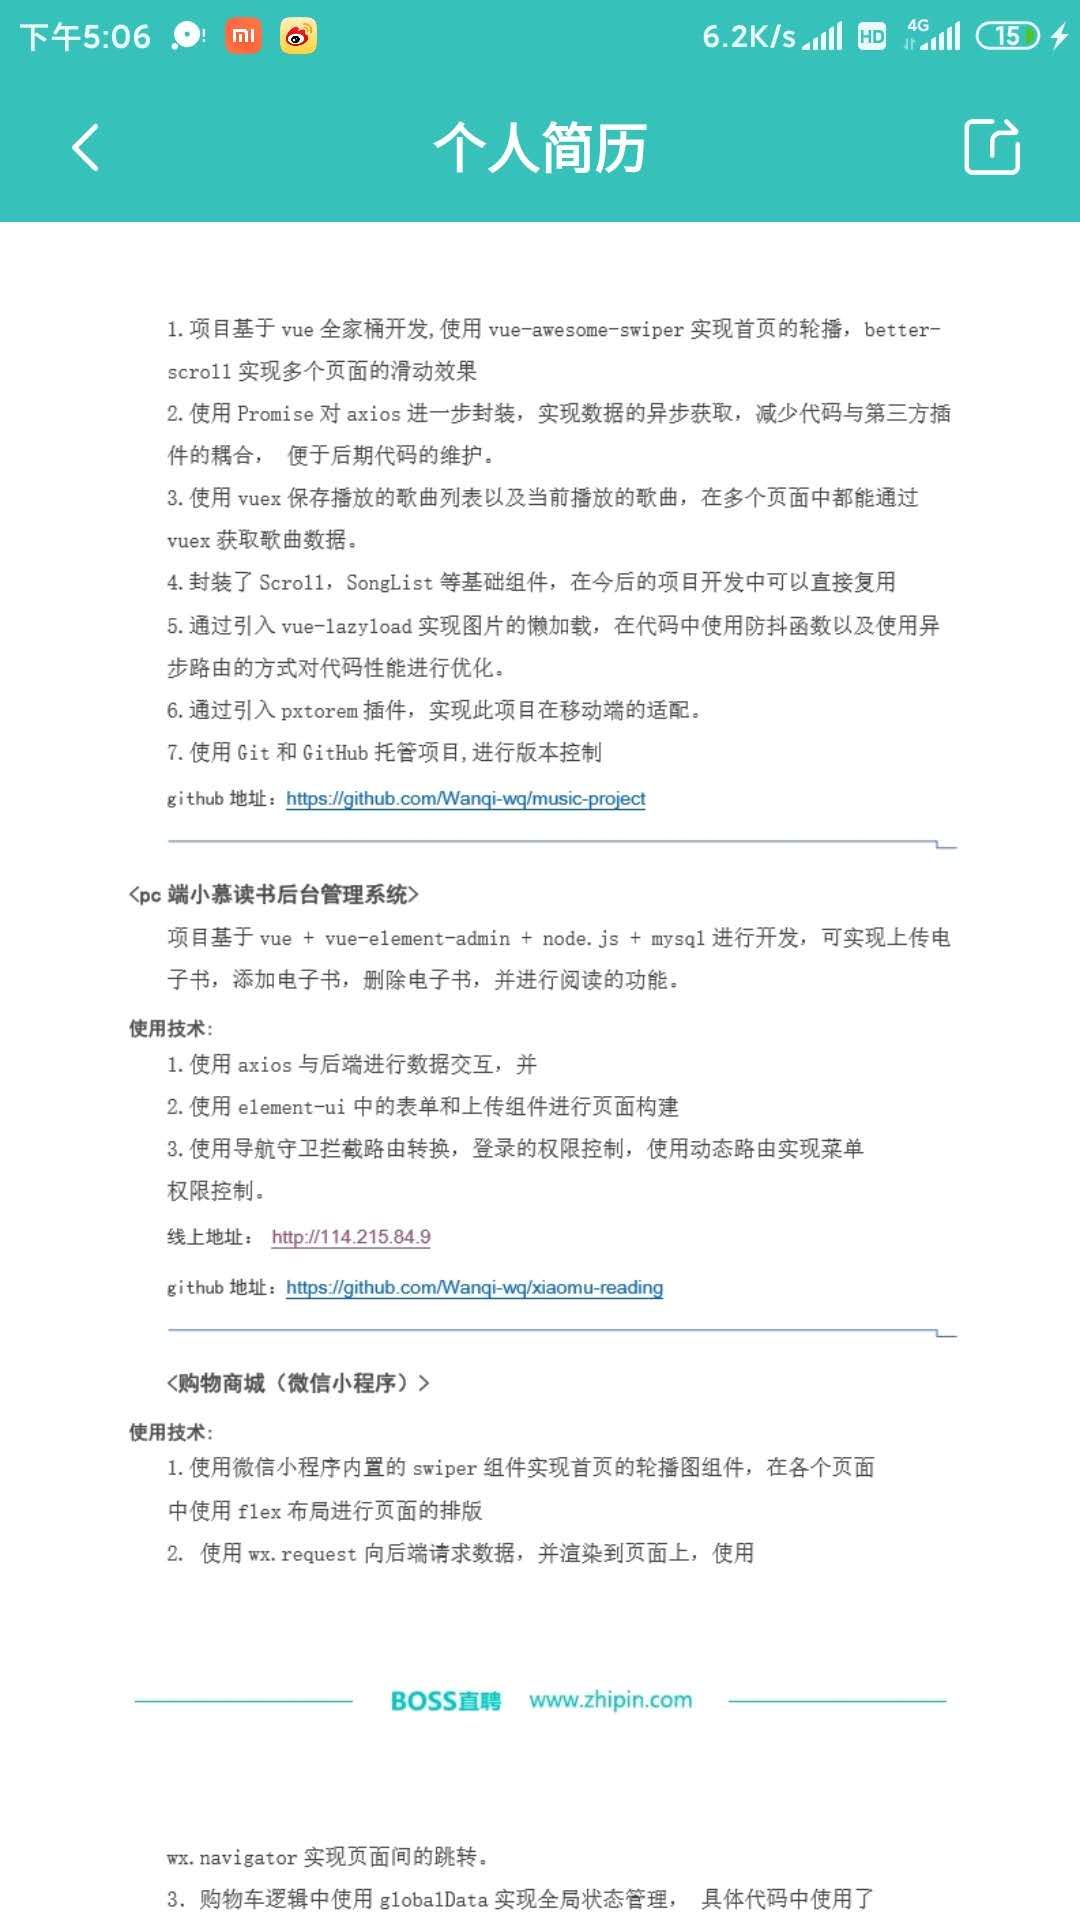 下午5:06
6.2K/s HD 4G 15
个人简历
1.项目基于 vue 全家桶开发,使用 vue-awesome-swiper 实现首页的轮播，better-
scroll 实现多个页面的滑动效果
2.使用 Promise 对 axios 进一步封装，实现数据的异步获取，减少代码与第三方插
件的耦合， 便于后期代码的维护。
3.使用 vuex 保存播放的歌曲列表以及当前播放的歌曲，在多个页面中都能通过
vuex 获取歌曲数据。
4.封装了 Scroll，SongList 等基础组件，在今后的项目开发中可以直接复用
5.通过引入 vue-lazyload 实现图片的懒加载，在代码中使用防抖函数以及使用异
步路由的方式对代码性能进行优化。
6.通过引入 pxtorem 插件，实现此项目在移动端的适配。
7.使用 Git 和 GitHub 托管项目,进行版本控制
github 地址：https://github.com/Wanqi-wq/music-project
<pc 端小慕读书后台管理系统>
项目基于 vue + vue-element-admin + node.js + mysql 进行开发，可实现上传电
子书，添加电子书，删除电子书，并进行阅读的功能。
使用技术:
1.使用 axios 与后端进行数据交互，并
2.使用 element-ui 中的表单和上传组件进行页面构建
3.使用导航守卫拦截路由转换，登录的权限控制，使用动态路由实现菜单
权限控制。
线上地址： http://114.215.84.9
github 地址：https://github.com/Wanqi-wq/xiaomu-reading
<购物商城（微信小程序）>
使用技术:
1.使用微信小程序内置的 swiper 组件实现首页的轮播图组件，在各个页面
中使用 flex 布局进行页面的排版
2. 使用 wx.request 向后端请求数据，并渲染到页面上，使用
BOSS直聘 www.zhipin.com
wx.navigator 实现页面间的跳转。
3. 购物车逻辑中使用 globalData 实现全局状态管理， 具体代码中使用了